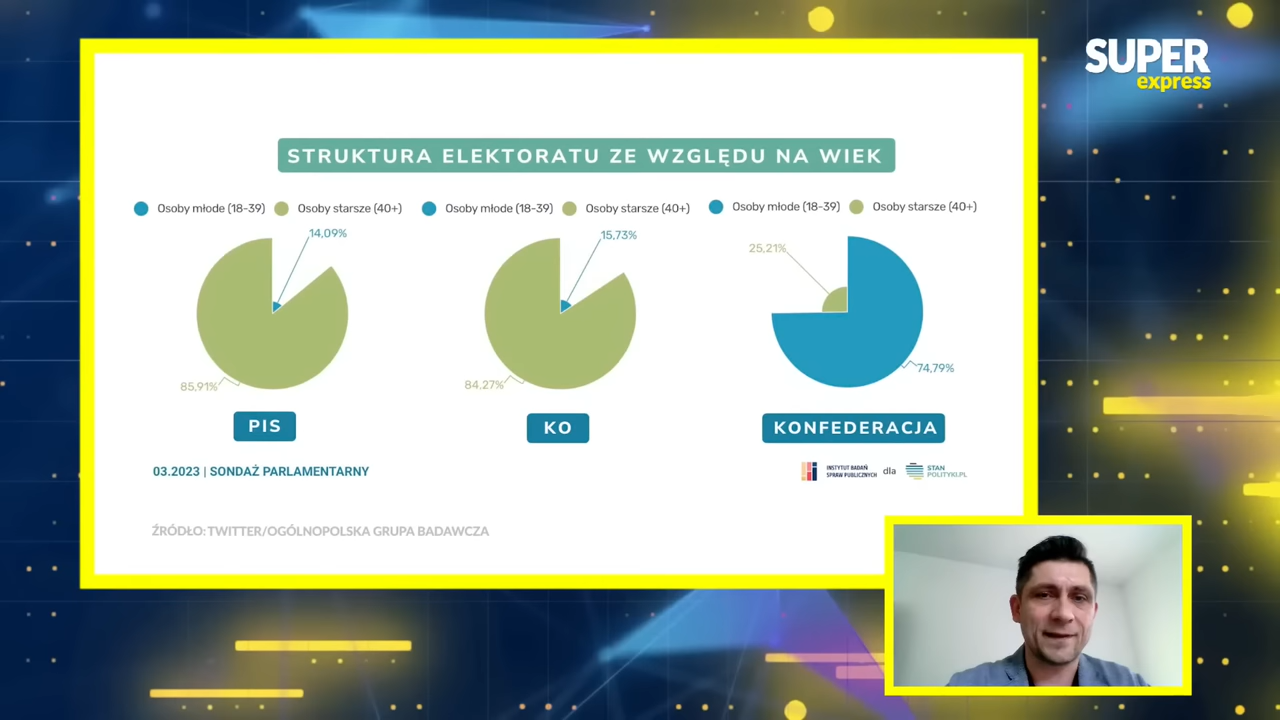 SUPER
express
STRUKTURA ELEKTORATU ZE WZGLĘDU NA WIEK
Osoby młode (18-39) Osoby starsze (40+) Osoby młode (18-39) Osoby starsze (40+) Osoby młode (18-39) Osoby starsze (40+)
14,09% 15,73% 25,21%
85,91% 84,27% 74,79%
PIS KO KONFEDERACJA
03.2023 | SONDAŻ PARLAMENTARNY
INSTYTUT BADAŃ
SPRAW PUBLICZNYCH
dla
STAN
POLITYKI.PL
ŹRÓDŁO: TWITTER/OGÓLNOPOLSKA GRUPA BADAWCZA